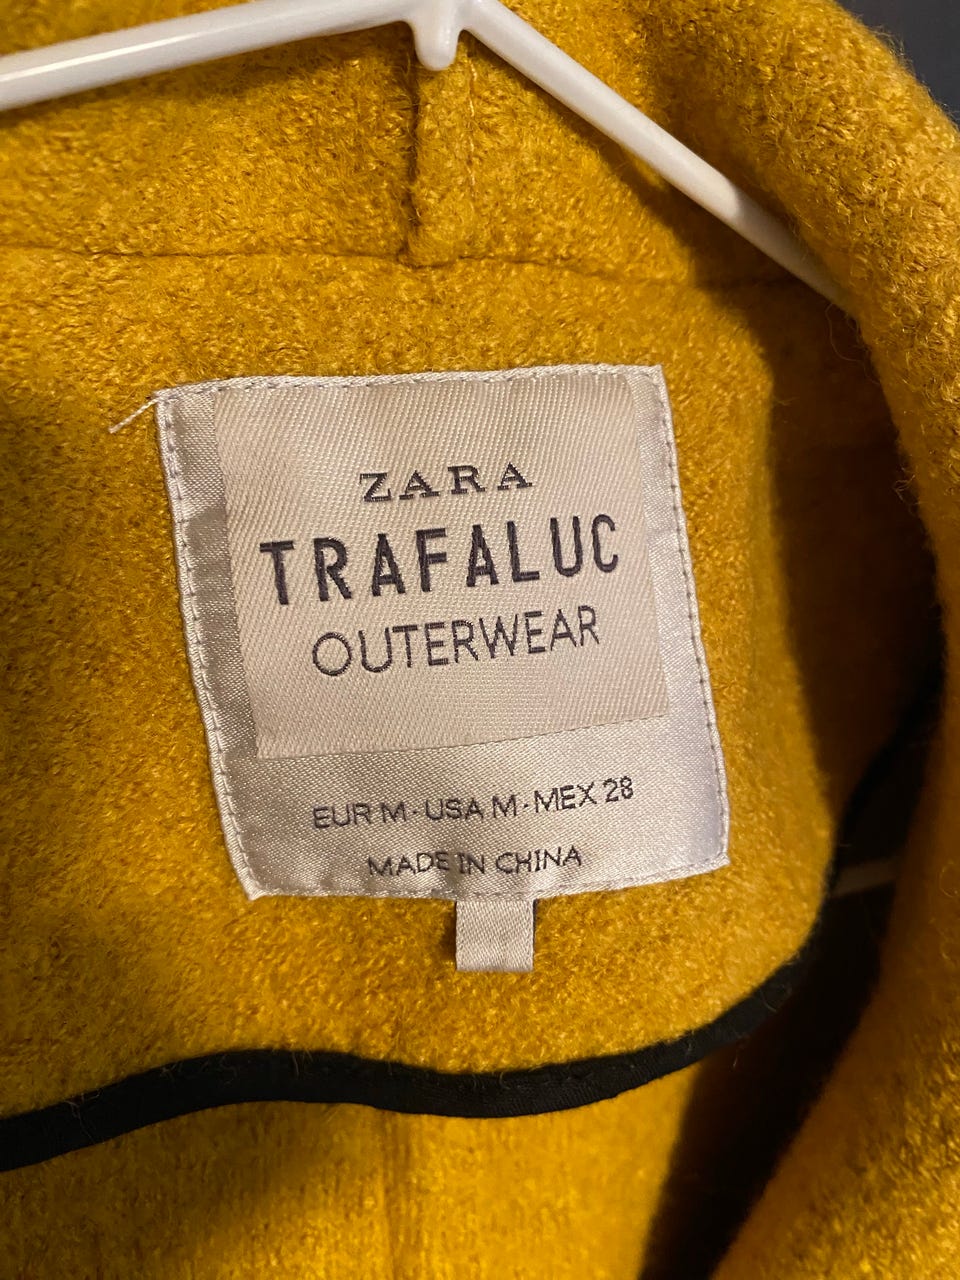 ZARA
TRAFALUC
OUTERWEAR
EUR M · USA M · MEX 28
MADE IN CHINA